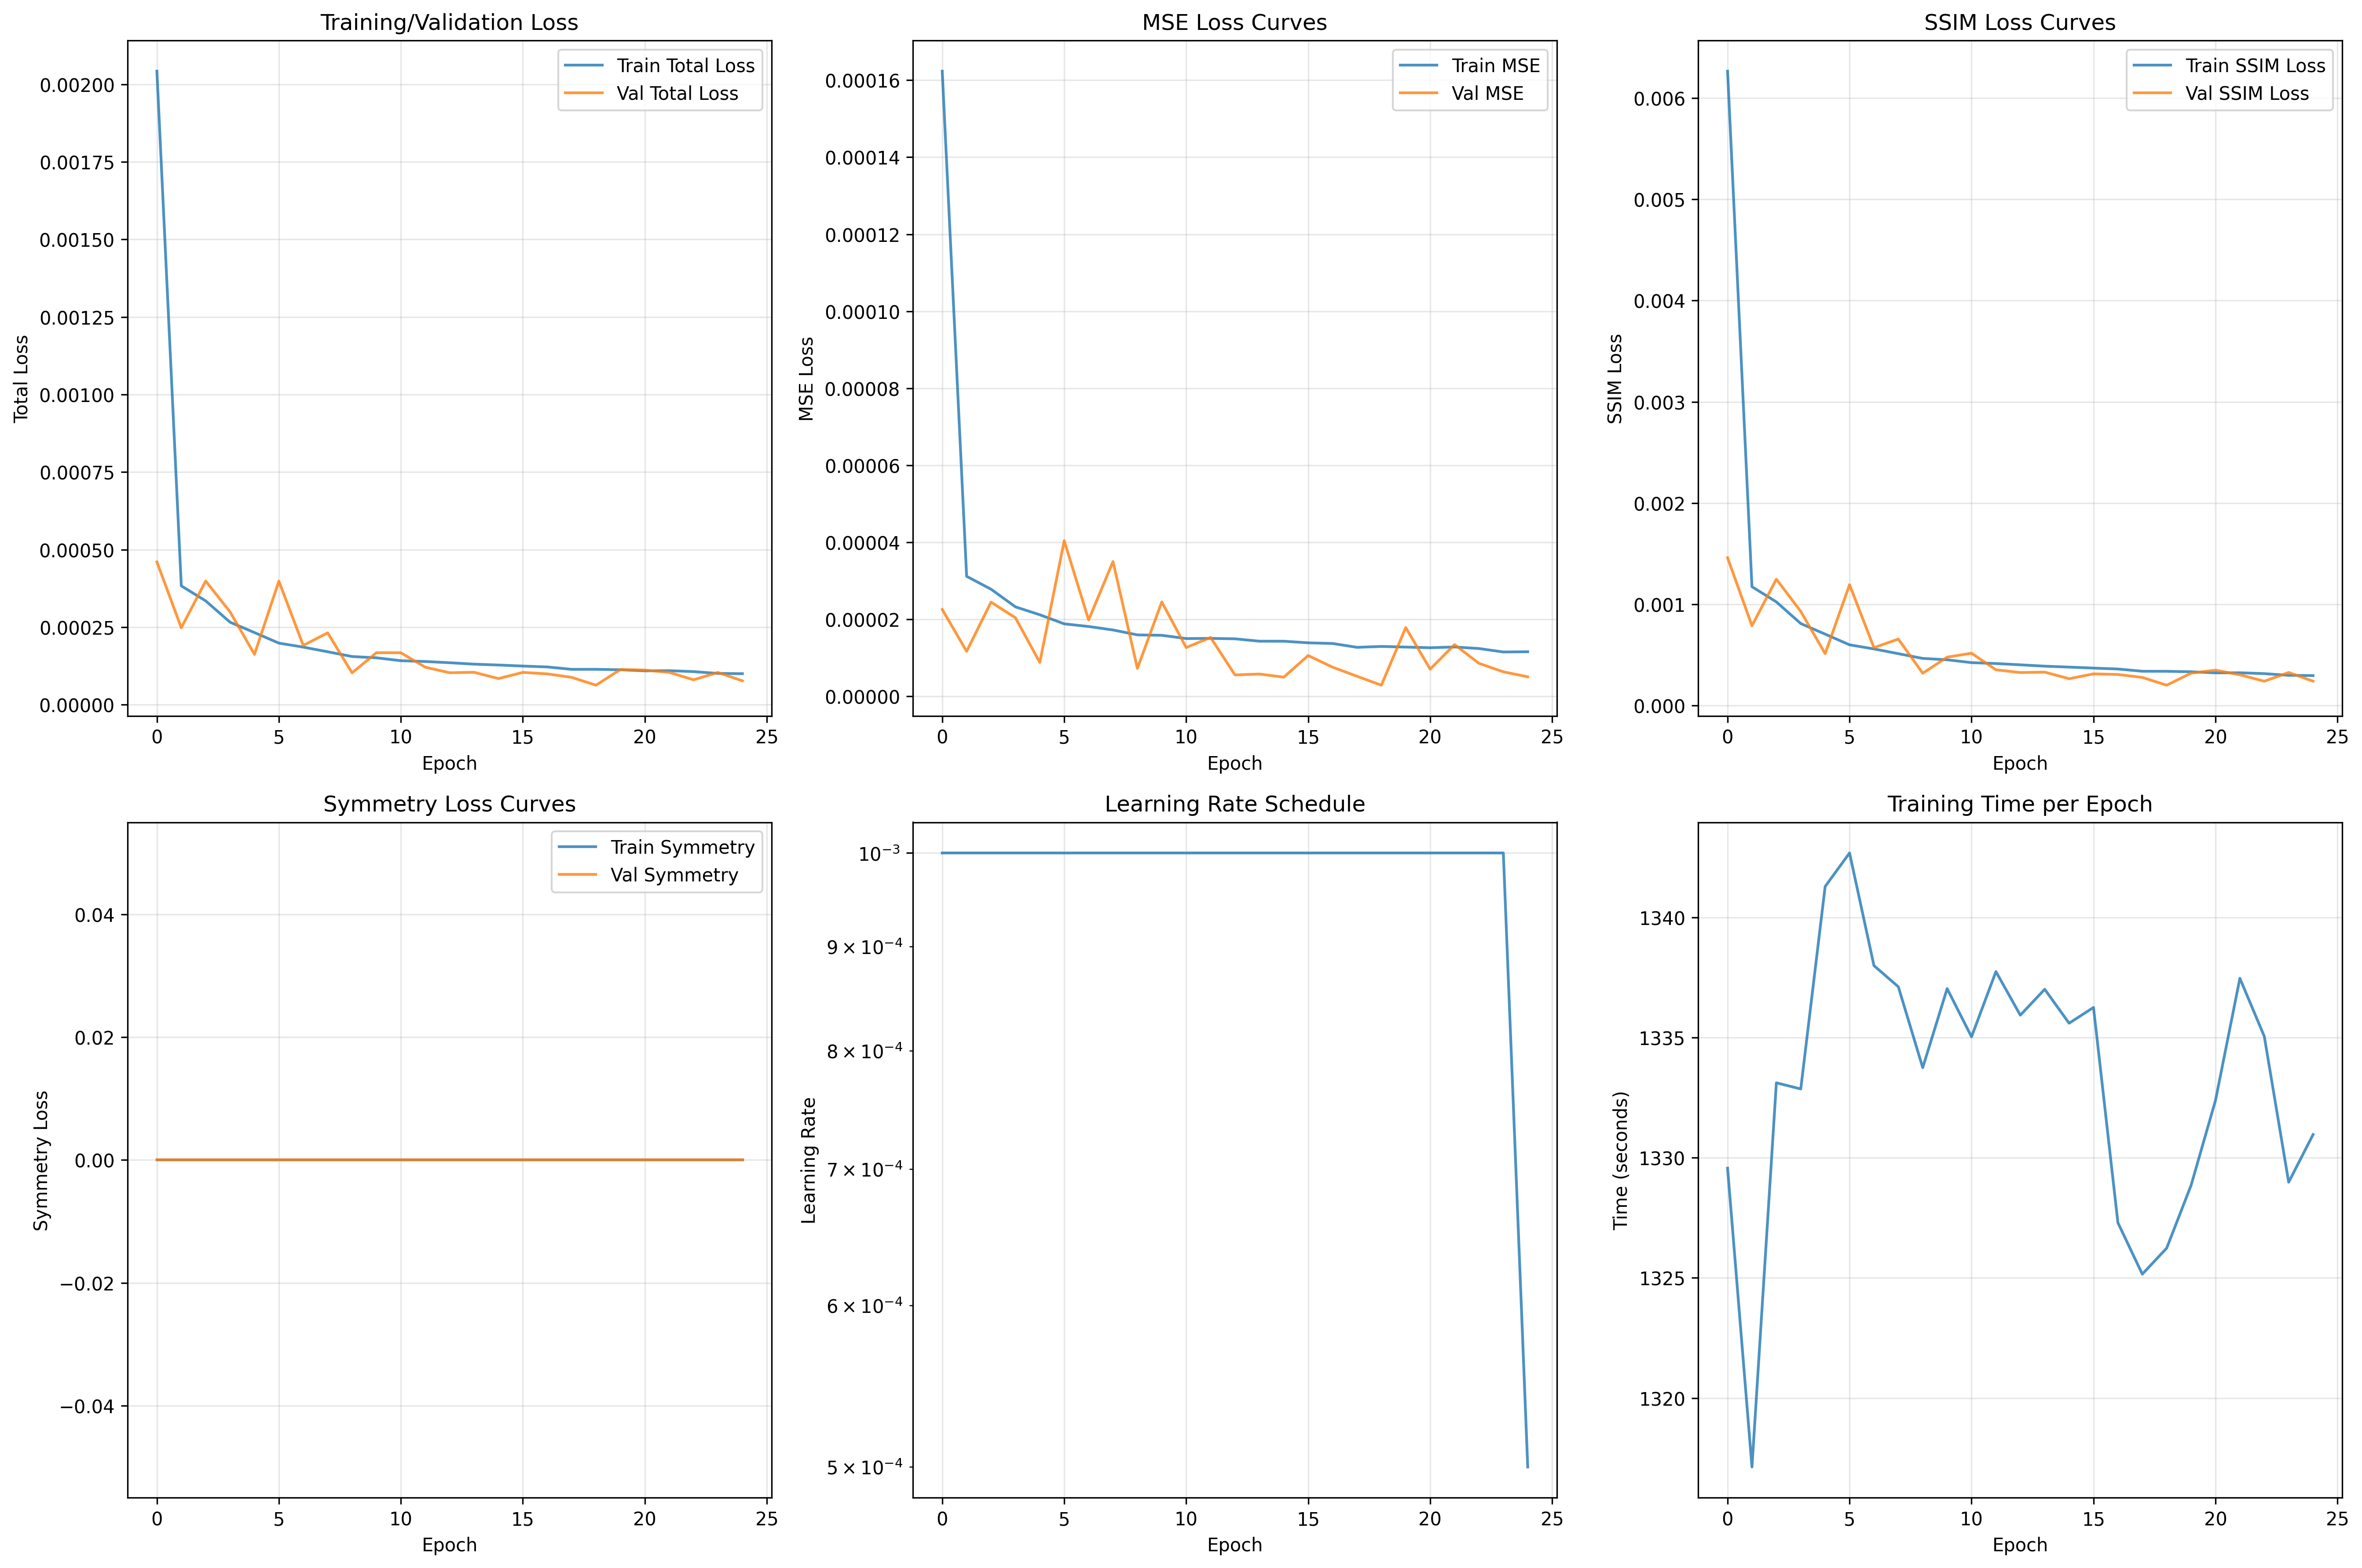 Training/Validation Loss
Train Total Loss
Val Total Loss
0.00200
0.00175
0.00150
0.00125
0.00100
0.00075
0.00050
0.00025
0.00000
Total Loss
0 5 10 15 20 25
Epoch
MSE Loss Curves
Train MSE
Val MSE
0.00016
0.00014
0.00012
0.00010
0.00008
0.00006
0.00004
0.00002
0.00000
MSE Loss
0 5 10 15 20 25
Epoch
SSIM Loss Curves
Train SSIM Loss
Val SSIM Loss
0.006
0.005
0.004
0.003
0.002
0.001
0.000
SSIM Loss
0 5 10 15 20 25
Epoch
Symmetry Loss Curves
Train Symmetry
Val Symmetry
0.04
0.02
0.00
−0.02
−0.04
Symmetry Loss
0 5 10 15 20 25
Epoch
Learning Rate Schedule
10⁻³
9 × 10⁻⁴
8 × 10⁻⁴
7 × 10⁻⁴
6 × 10⁻⁴
5 × 10⁻⁴
Learning Rate
0 5 10 15 20 25
Epoch
Training Time per Epoch
1340
1335
1330
1325
1320
Time (seconds)
0 5 10 15 20 25
Epoch